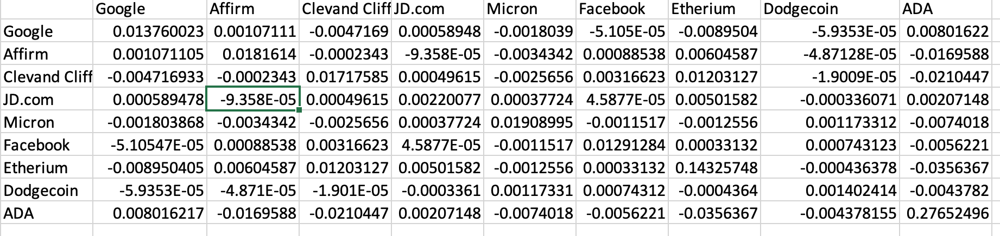 Google Affirm Clevand Cliff JD.com Micron Facebook Etherium Dodgecoin ADA
Google 0.013760023 0.00107111 -0.0047169 0.00058948 -0.0018039 -5.105E-05 -0.0089504 -5.9353E-05 0.00801622
Affirm 0.001071105 0.0181614 -0.0002343 -9.358E-05 -0.0034342 0.00088538 0.00604587 -4.87128E-05 -0.0169588
Clevand Cliff -0.004716933 -0.0002343 0.01717585 0.00049615 -0.0025656 0.00316623 0.01203127 -1.9009E-05 -0.0210447
JD.com 0.000589478 -9.358E-05 0.00049615 0.00220077 0.00037724 4.5877E-05 0.00501582 -0.000336071 0.00207148
Micron -0.001803868 -0.0034342 -0.0025656 0.00037724 0.01908995 -0.0011517 -0.0012556 0.001173312 -0.0074018
Facebook -5.10547E-05 0.00088538 0.00316623 4.5877E-05 -0.0011517 0.01291284 0.00033132 0.000743123 -0.0056221
Etherium -0.008950405 0.00604587 0.01203127 0.00501582 -0.0012556 0.00033132 0.14325748 -0.000436378 -0.0356367
Dodgecoin -5.9353E-05 -4.871E-05 -1.901E-05 -0.0003361 0.00117331 0.00074312 -0.0004364 0.001402414 -0.0043782
ADA 0.008016217 -0.0169588 -0.0210447 0.00207148 -0.0074018 -0.0056221 -0.0356367 -0.004378155 0.27652496